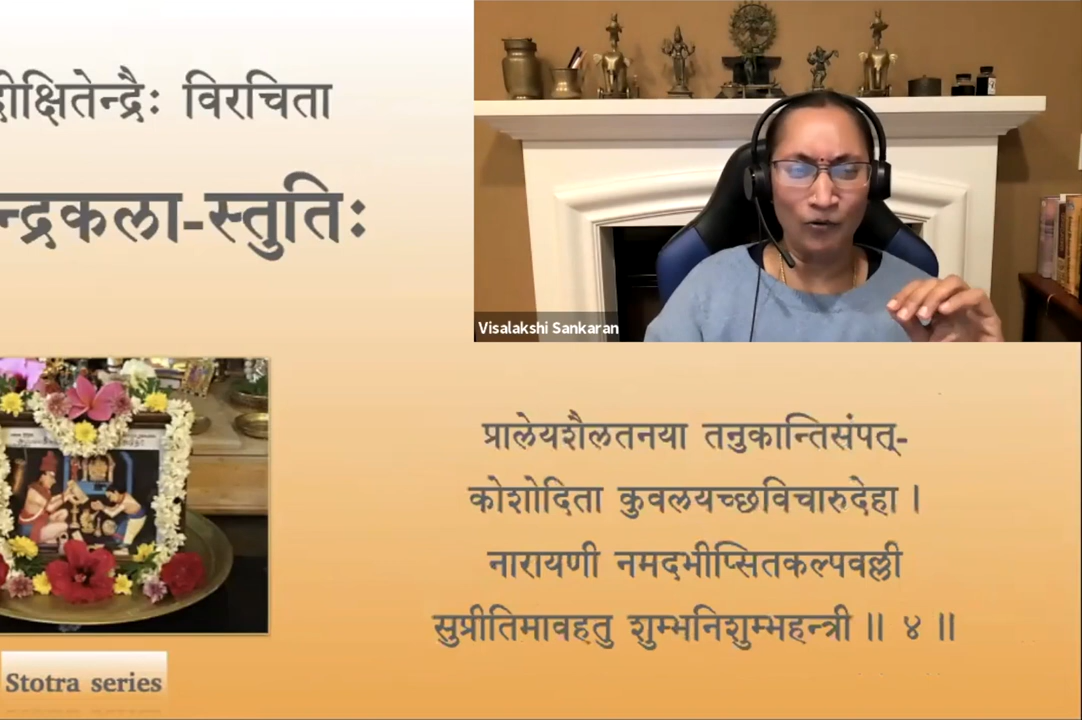 दीक्षितेन्द्रैः विरचिता
न्द्रकला-स्तुतिः
Visalakshi Sankaran
प्रालेयशैलतनया तनुकान्तिसंपत्-
कोशोदिता कुवलयच्छविचारुदेहा ।
नारायणी नमदभीप्सितकल्पवल्ली
सुप्रीतिमावहतु शुम्भनिशुम्भहन्त्री ॥ ४ ॥
Stotra series